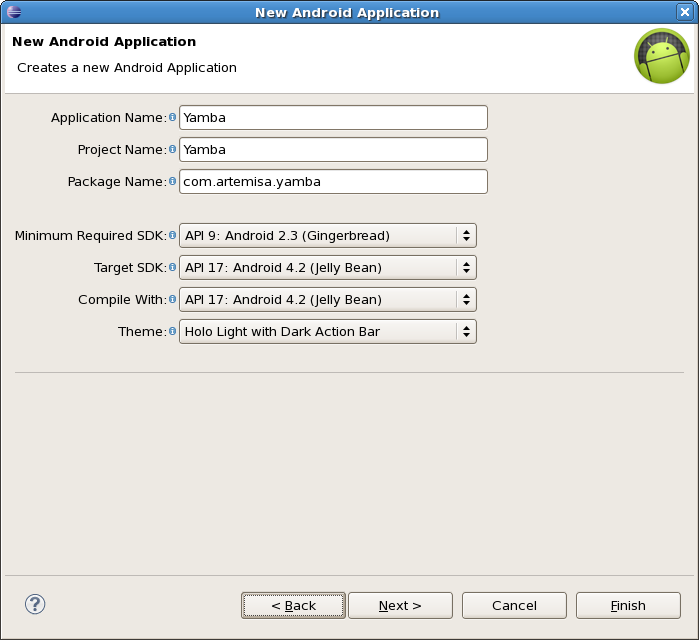 New Android Application
New Android Application
Creates a new Android Application
Application Name: Yamba
Project Name: Yamba
Package Name: com.artemisa.yamba
Minimum Required SDK: API 9: Android 2.3 (Gingerbread)
Target SDK: API 17: Android 4.2 (Jelly Bean)
Compile With: API 17: Android 4.2 (Jelly Bean)
Theme: Holo Light with Dark Action Bar
? < Back Next > Cancel Finish